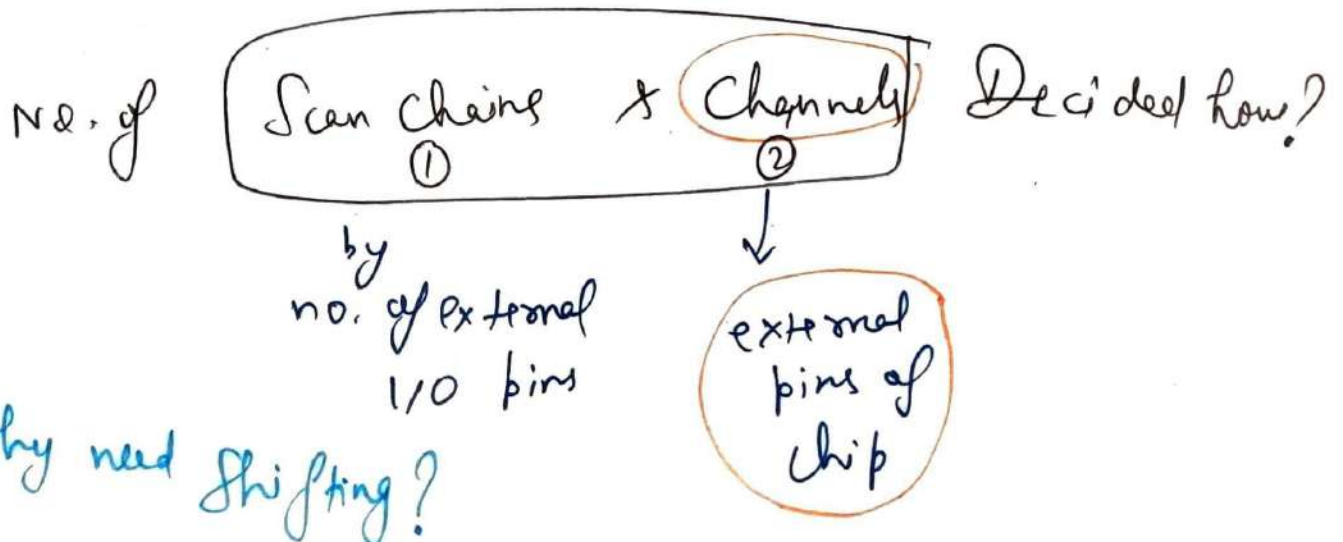 No. of Scan Chains & Channels Decided how?
① ②
by
no. of external
I/O pins
external
pins of
chip
hy need Shifting?